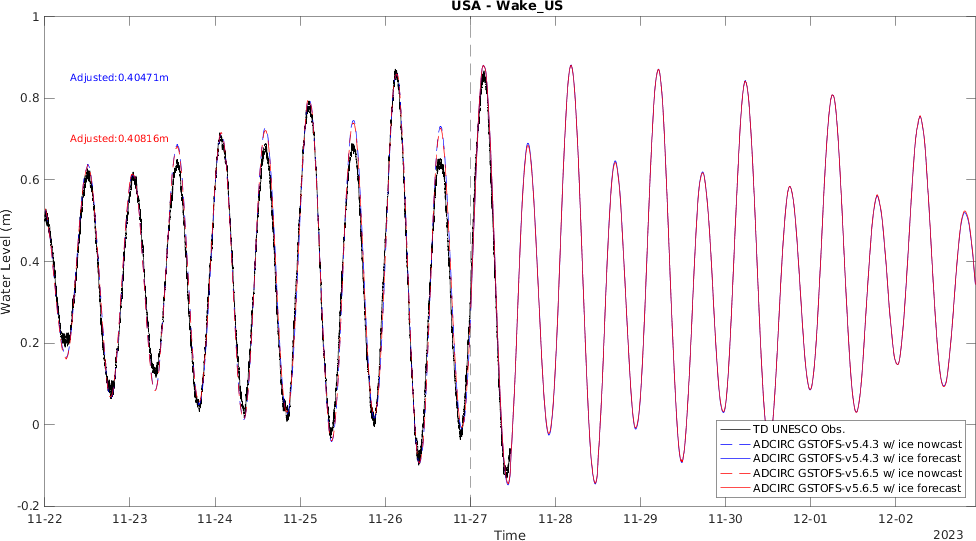 USA - Wake_US
1
0.8
0.6
0.4
0.2
0
-0.2
Water Level (m)
Adjusted:0.40471m
Adjusted:0.40816m
TD UNESCO Obs.
ADCIRC GSTOFS-v5.4.3 w/ ice nowcast
ADCIRC GSTOFS-v5.4.3 w/ ice forecast
ADCIRC GSTOFS-v5.6.5 w/ ice nowcast
ADCIRC GSTOFS-v5.6.5 w/ ice forecast
11-22 11-23 11-24 11-25 11-26 11-27 11-28 11-29 11-30 12-01 12-02
Time
2023